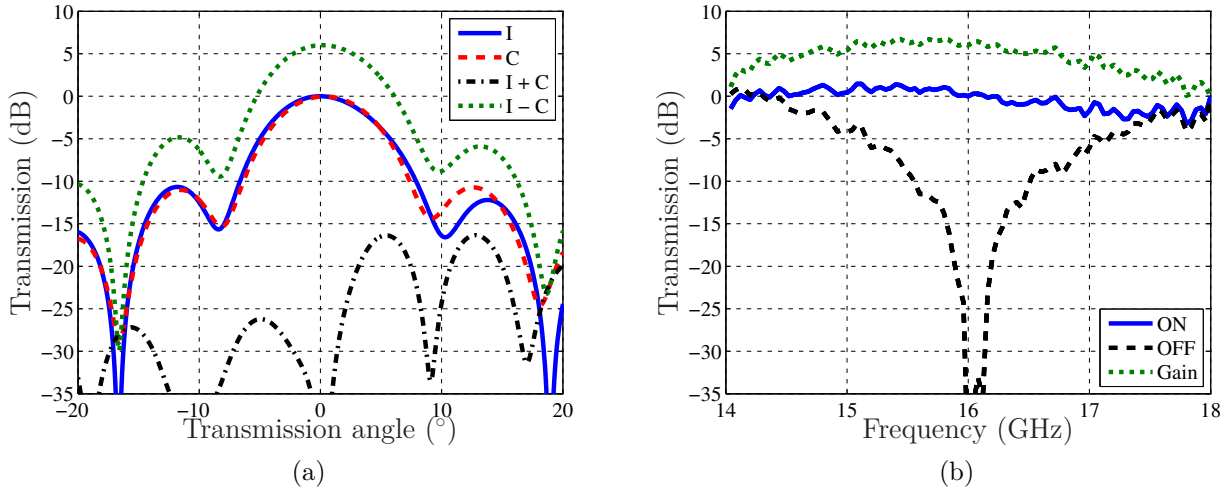 10
5
0
−5
−10
−15
−20
−25
−30
−35
Transmission (dB)
I
C
I + C
I − C
−20
−10
0
10
20
Transmission angle (°)
(a)
10
5
0
−5
−10
−15
−20
−25
−30
−35
Transmission (dB)
ON
OFF
Gain
14
15
16
17
18
Frequency (GHz)
(b)